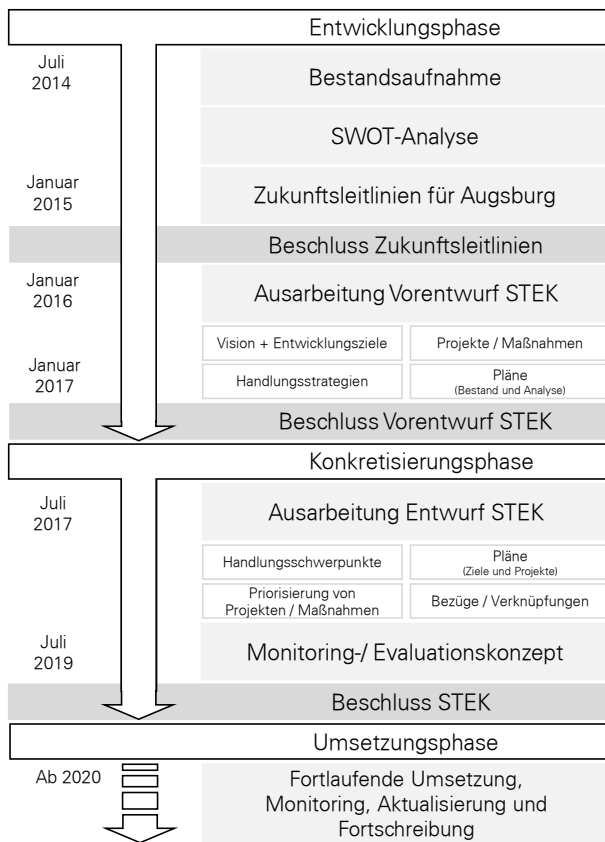 Entwicklungsphase
Juli
2014
Bestandsaufnahme
SWOT-Analyse
Januar
2015
Zukunftsleitlinien für Augsburg
Beschluss Zukunftsleitlinien
Januar
2016
Ausarbeitung Vorentwurf STEK
Vision + Entwicklungsziele
Projekte / Maßnahmen
Januar
2017
Handlungsstrategien
Pläne
(Bestand und Analyse)
Beschluss Vorentwurf STEK
Konkretisierungsphase
Juli
2017
Ausarbeitung Entwurf STEK
Handlungsschwerpunkte
Pläne
(Ziele und Projekte)
Priorisierung von
Projekten / Maßnahmen
Bezüge / Verknüpfungen
Juli
2019
Monitoring-/ Evaluationskonzept
Beschluss STEK
Umsetzungsphase
Ab 2020
Fortlaufende Umsetzung,
Monitoring, Aktualisierung und
Fortschreibung